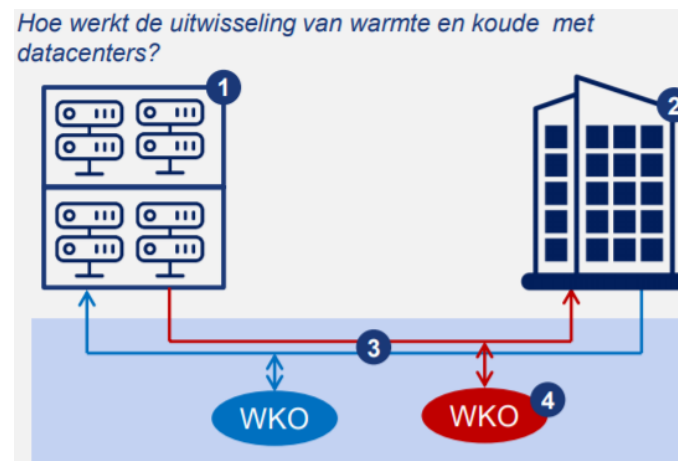 Hoe werkt de uitwisseling van warmte en koude met
datacenters?
1
2
3
WKO
WKO
4